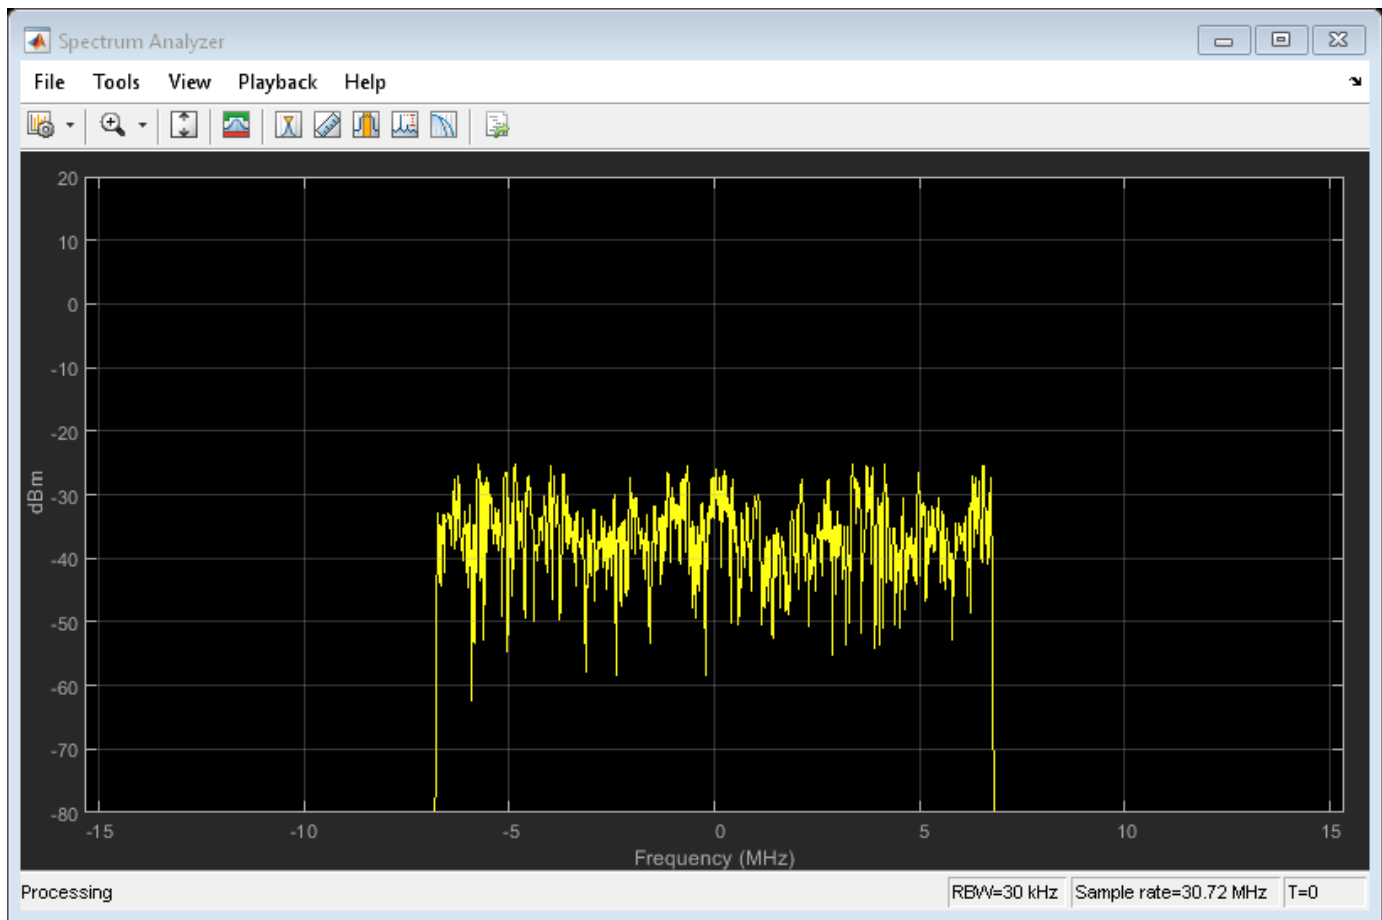 Spectrum Analyzer
File Tools View Playback Help
20
10
0
-10
-20
-30
-40
-50
-60
-70
-80
dBm
-15 -10 -5 0 5 10 15
Frequency (MHz)
Processing RBW=30 kHz Sample rate=30.72 MHz T=0